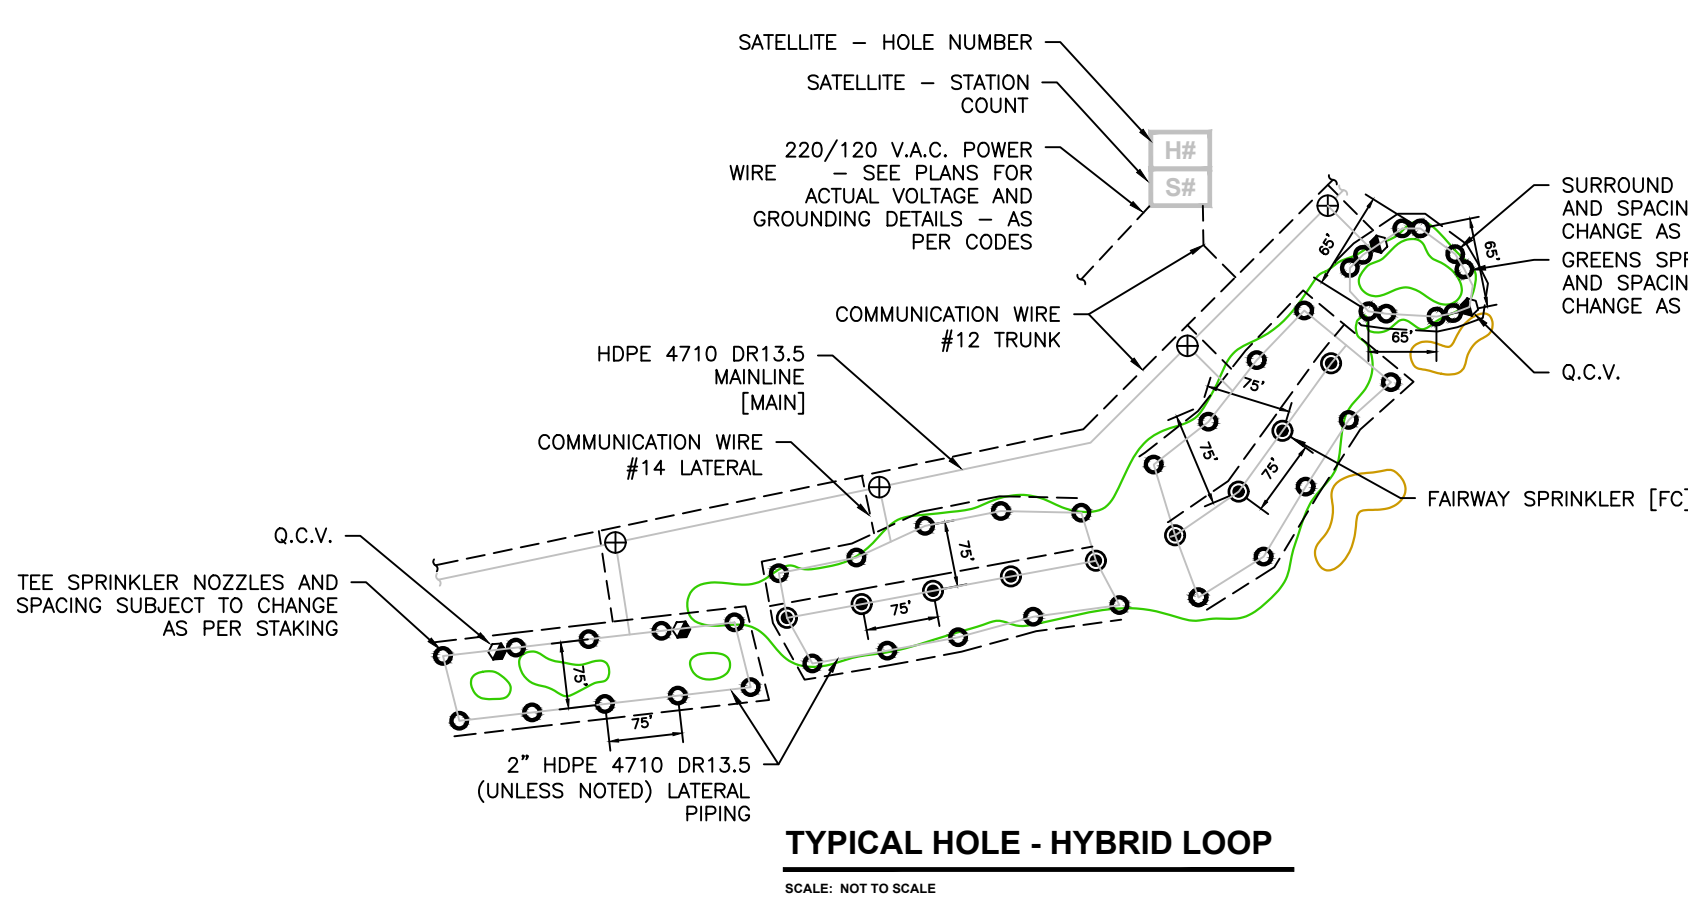 SATELLITE – HOLE NUMBER
SATELLITE – STATION
COUNT
220/120 V.A.C. POWER
WIRE – SEE PLANS FOR
ACTUAL VOLTAGE AND
GROUNDING DETAILS – AS
PER CODES
H#
S#
COMMUNICATION WIRE
#12 TRUNK
HDPE 4710 DR13.5
MAINLINE
[MAIN]
COMMUNICATION WIRE
#14 LATERAL
Q.C.V.
TEE SPRINKLER NOZZLES AND
SPACING SUBJECT TO CHANGE
AS PER STAKING
2" HDPE 4710 DR13.5
(UNLESS NOTED) LATERAL
PIPING
SURROUND
AND SPACIN
CHANGE AS
GREENS SPR
AND SPACIN
CHANGE AS
Q.C.V.
FAIRWAY SPRINKLER [FC]
65'
65'
65'
75'
75'
75'
75'
75'
75'
75'
TYPICAL HOLE - HYBRID LOOP
SCALE: NOT TO SCALE